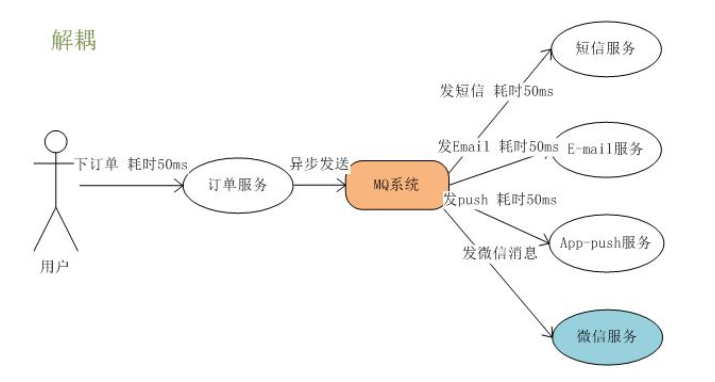 解耦
短信服务
发短信 耗时50ms
发Email 耗时50ms
E-mail服务
下订单 耗时50ms
异步发送
订单服务
MQ系统
发push 耗时50ms
App-push服务
发微信消息
用户
微信服务